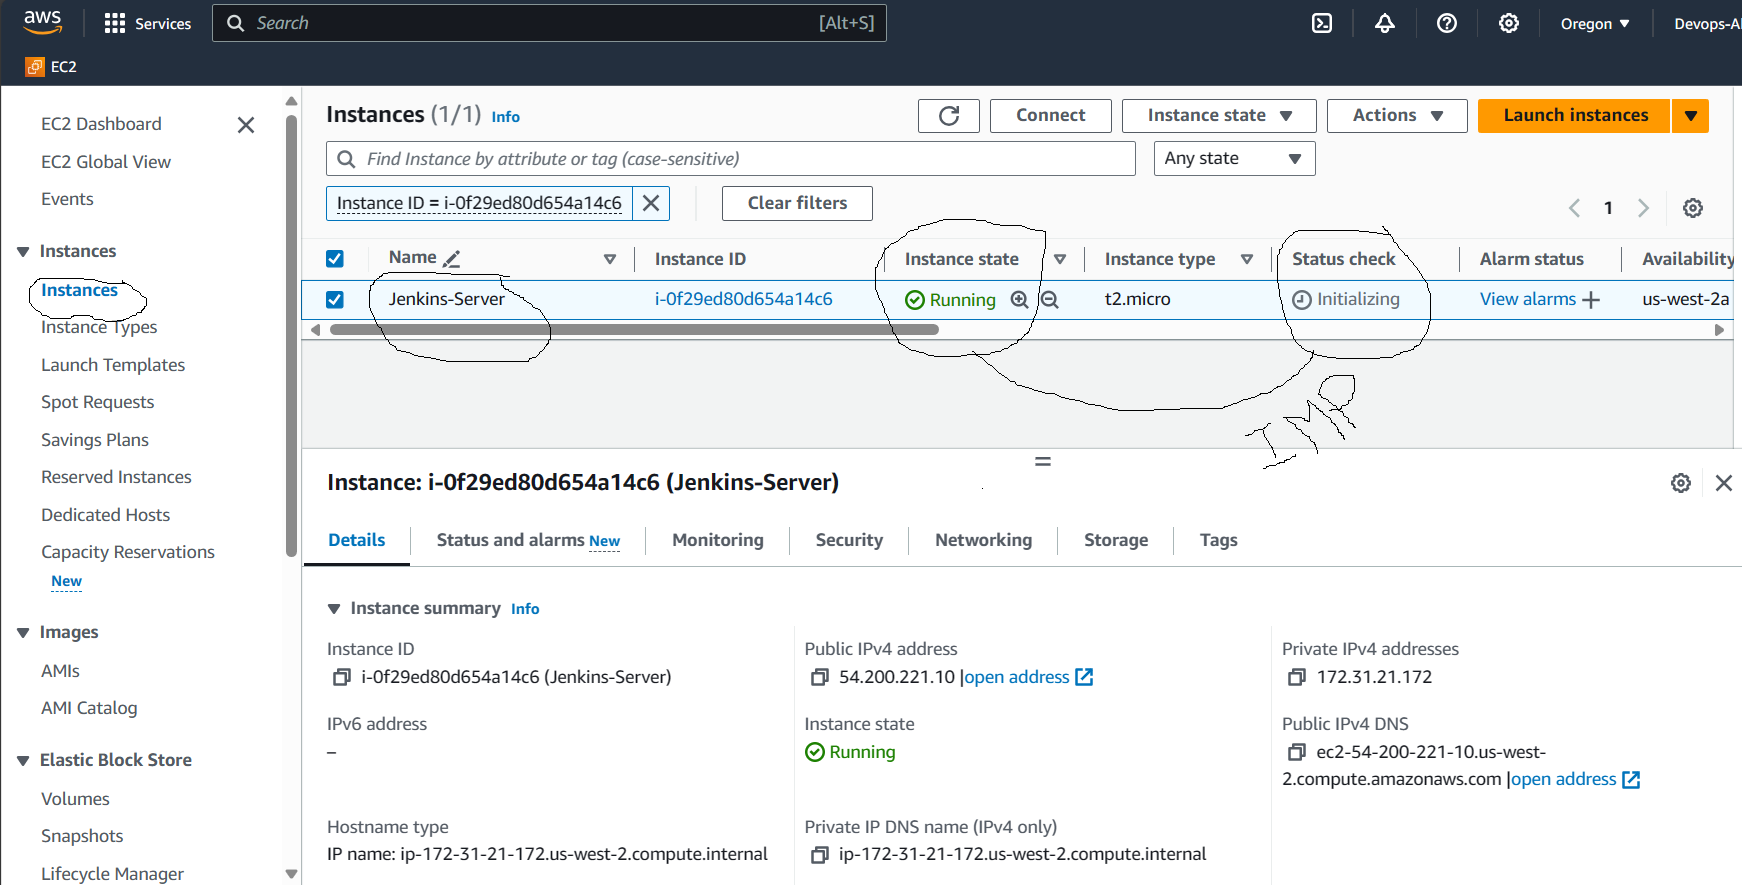 aws
Services
Search
[Alt+S]
Oregon
Devops-Al
EC2
EC2 Dashboard
EC2 Global View
Events
Instances
Instances
Instance Types
Launch Templates
Spot Requests
Savings Plans
Reserved Instances
Dedicated Hosts
Capacity Reservations
New
Images
AMIs
AMI Catalog
Elastic Block Store
Volumes
Snapshots
Lifecycle Manager
Instances (1/1) Info
Connect
Instance state
Actions
Launch instances
Find Instance by attribute or tag (case-sensitive)
Any state
Instance ID = i-0f29ed80d654a14c6
Clear filters
1
Name Instance ID Instance state Instance type Status check Alarm status Availability
Jenkins-Server i-0f29ed80d654a14c6 Running t2.micro Initializing View alarms + us-west-2a
IMP
Instance: i-0f29ed80d654a14c6 (Jenkins-Server)
Details Status and alarms New Monitoring Security Networking Storage Tags
Instance summary Info
Instance ID
i-0f29ed80d654a14c6 (Jenkins-Server)
Public IPv4 address
54.200.221.10 |open address
Private IPv4 addresses
172.31.21.172
IPv6 address
–
Instance state
Running
Public IPv4 DNS
ec2-54-200-221-10.us-west-
2.compute.amazonaws.com |open address
Hostname type
IP name: ip-172-31-21-172.us-west-2.compute.internal
Private IP DNS name (IPv4 only)
ip-172-31-21-172.us-west-2.compute.internal